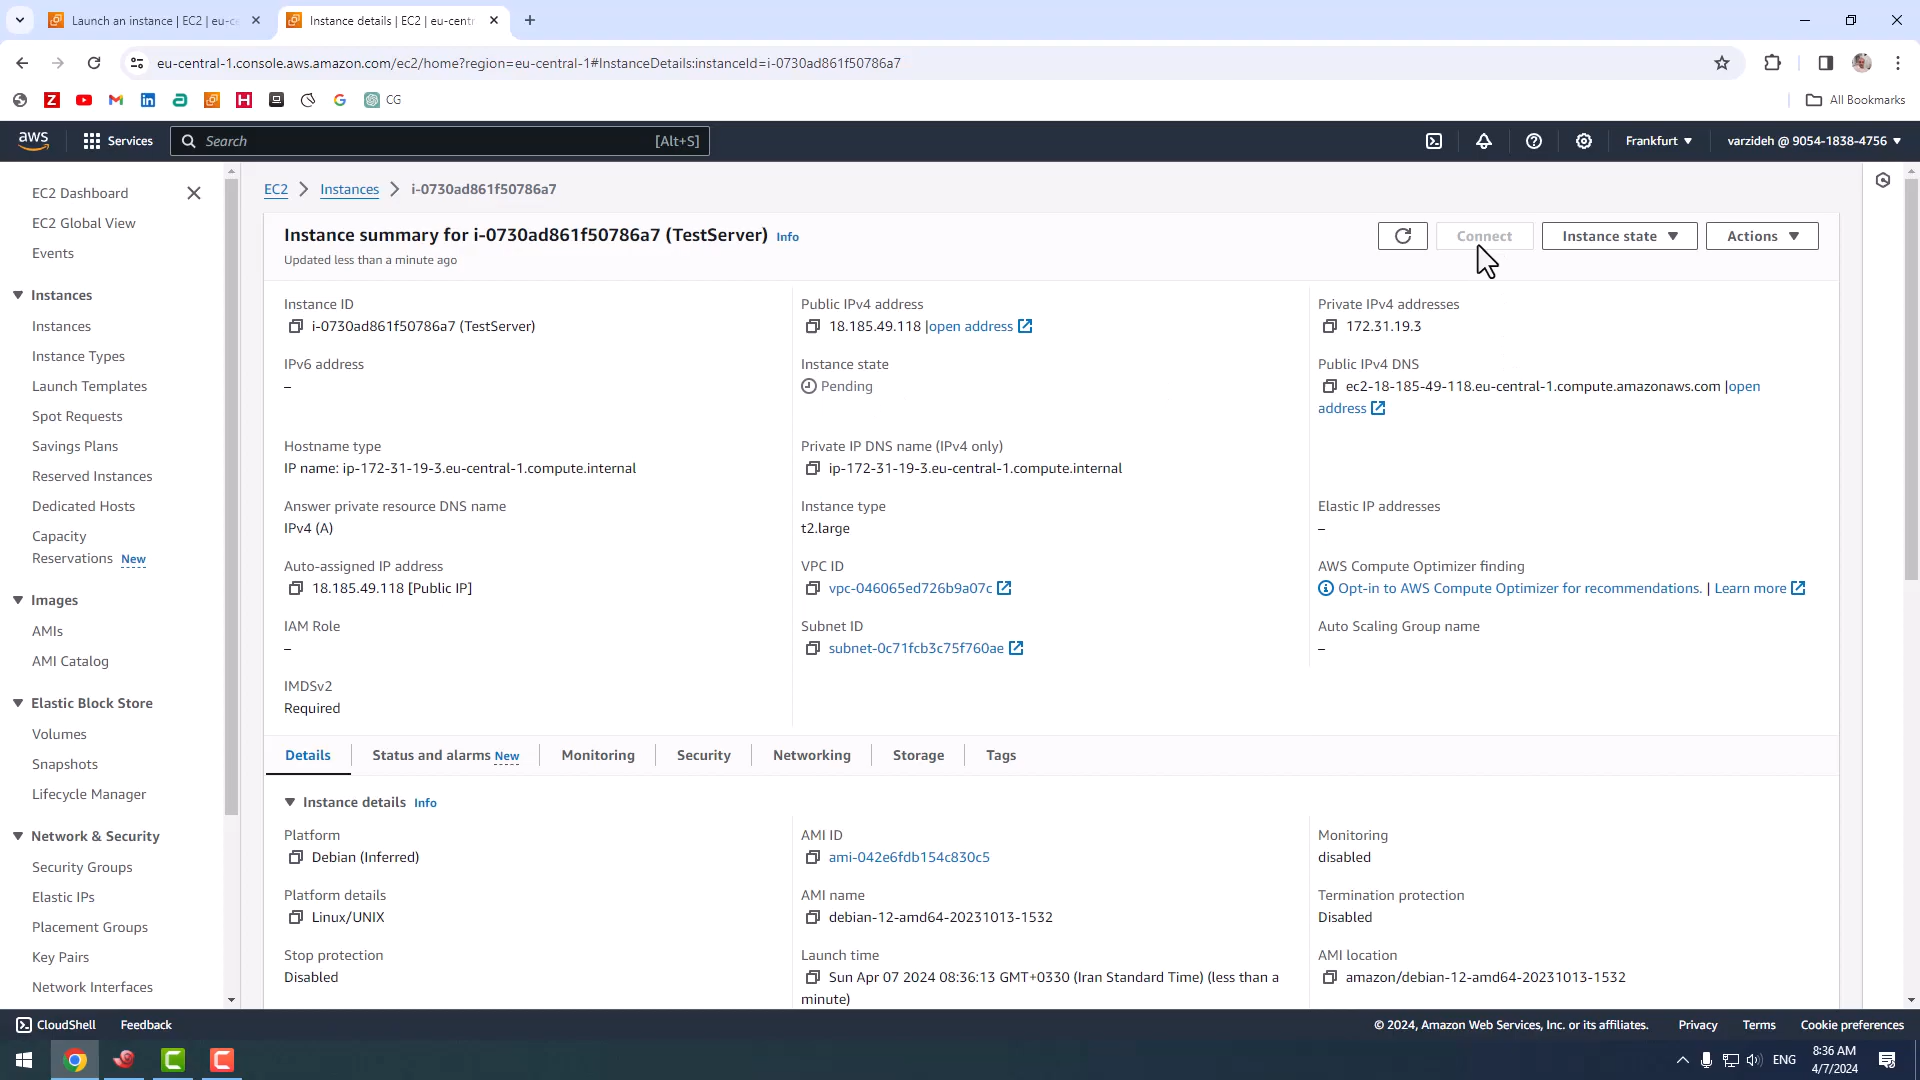 Launch an instance | EC2 | eu-ce
Instance details | EC2 | eu-cent
eu-central-1.console.aws.amazon.com/ec2/home?region=eu-central-1#InstanceDetails:instanceId=i-0730ad861f50786a7
CG
All Bookmarks
aws
Services
Search
[Alt+S]
Frankfurt
varzideh @ 9054-1838-4756
EC2 Dashboard
EC2 Global View
Events
Instances
Instances
Instance Types
Launch Templates
Spot Requests
Savings Plans
Reserved Instances
Dedicated Hosts
Capacity
Reservations New
Images
AMIs
AMI Catalog
Elastic Block Store
Volumes
Snapshots
Lifecycle Manager
Network & Security
Security Groups
Elastic IPs
Placement Groups
Key Pairs
Network Interfaces
EC2 > Instances > i-0730ad861f50786a7
Instance summary for i-0730ad861f50786a7 (TestServer) Info
Updated less than a minute ago
Connect
Instance state
Actions
Instance ID
i-0730ad861f50786a7 (TestServer)
Public IPv4 address
18.185.49.118 |open address
Private IPv4 addresses
172.31.19.3
IPv6 address
–
Instance state
Pending
Public IPv4 DNS
ec2-18-185-49-118.eu-central-1.compute.amazonaws.com |open
address
Hostname type
IP name: ip-172-31-19-3.eu-central-1.compute.internal
Private IP DNS name (IPv4 only)
ip-172-31-19-3.eu-central-1.compute.internal
Answer private resource DNS name
IPv4 (A)
Instance type
t2.large
Elastic IP addresses
–
Auto-assigned IP address
18.185.49.118 [Public IP]
VPC ID
vpc-046065ed726b9a07c
AWS Compute Optimizer finding
Opt-in to AWS Compute Optimizer for recommendations. | Learn more
IAM Role
–
Subnet ID
subnet-0c71fcb3c75f760ae
Auto Scaling Group name
–
IMDSv2
Required
Details
Status and alarms New
Monitoring
Security
Networking
Storage
Tags
Instance details Info
Platform
Debian (Inferred)
AMI ID
ami-042e6fdb154c830c5
Monitoring
disabled
Platform details
Linux/UNIX
AMI name
debian-12-amd64-20231013-1532
Termination protection
Disabled
Stop protection
Disabled
Launch time
Sun Apr 07 2024 08:36:13 GMT+0330 (Iran Standard Time) (less than a
minute)
AMI location
amazon/debian-12-amd64-20231013-1532
CloudShell
Feedback
© 2024, Amazon Web Services, Inc. or its affiliates.
Privacy
Terms
Cookie preferences
ENG
8:36 AM
4/7/2024